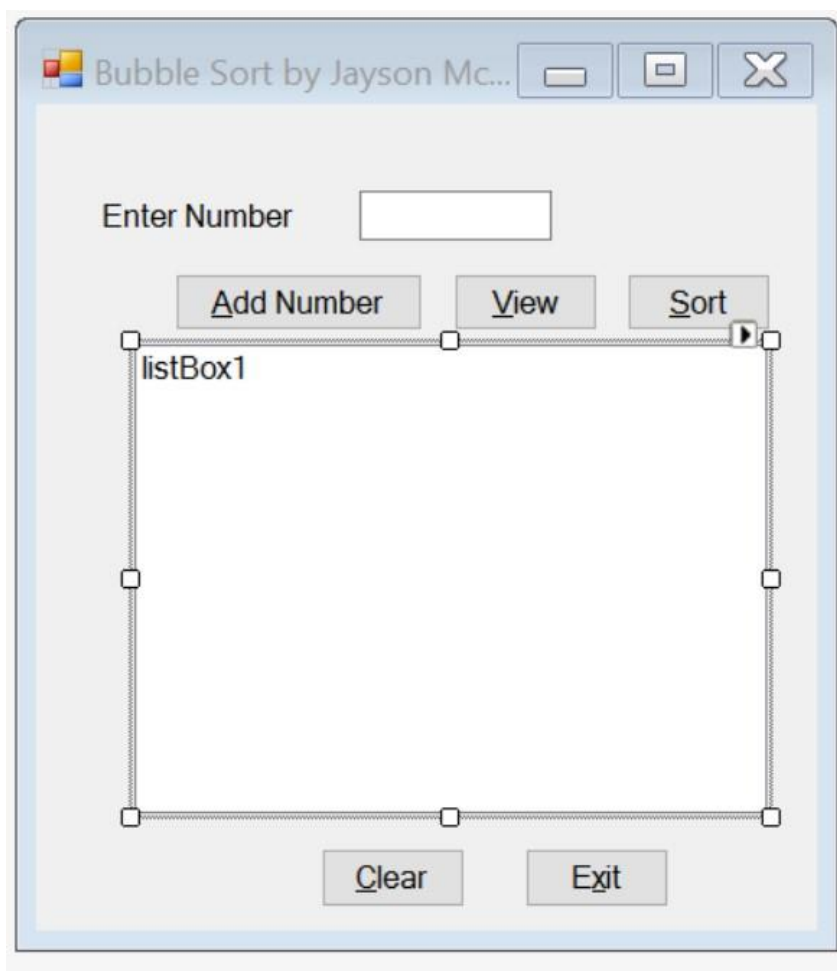 Bubble Sort by Jayson Mc...
Enter Number
Add Number View Sort
listBox1
Clear Exit